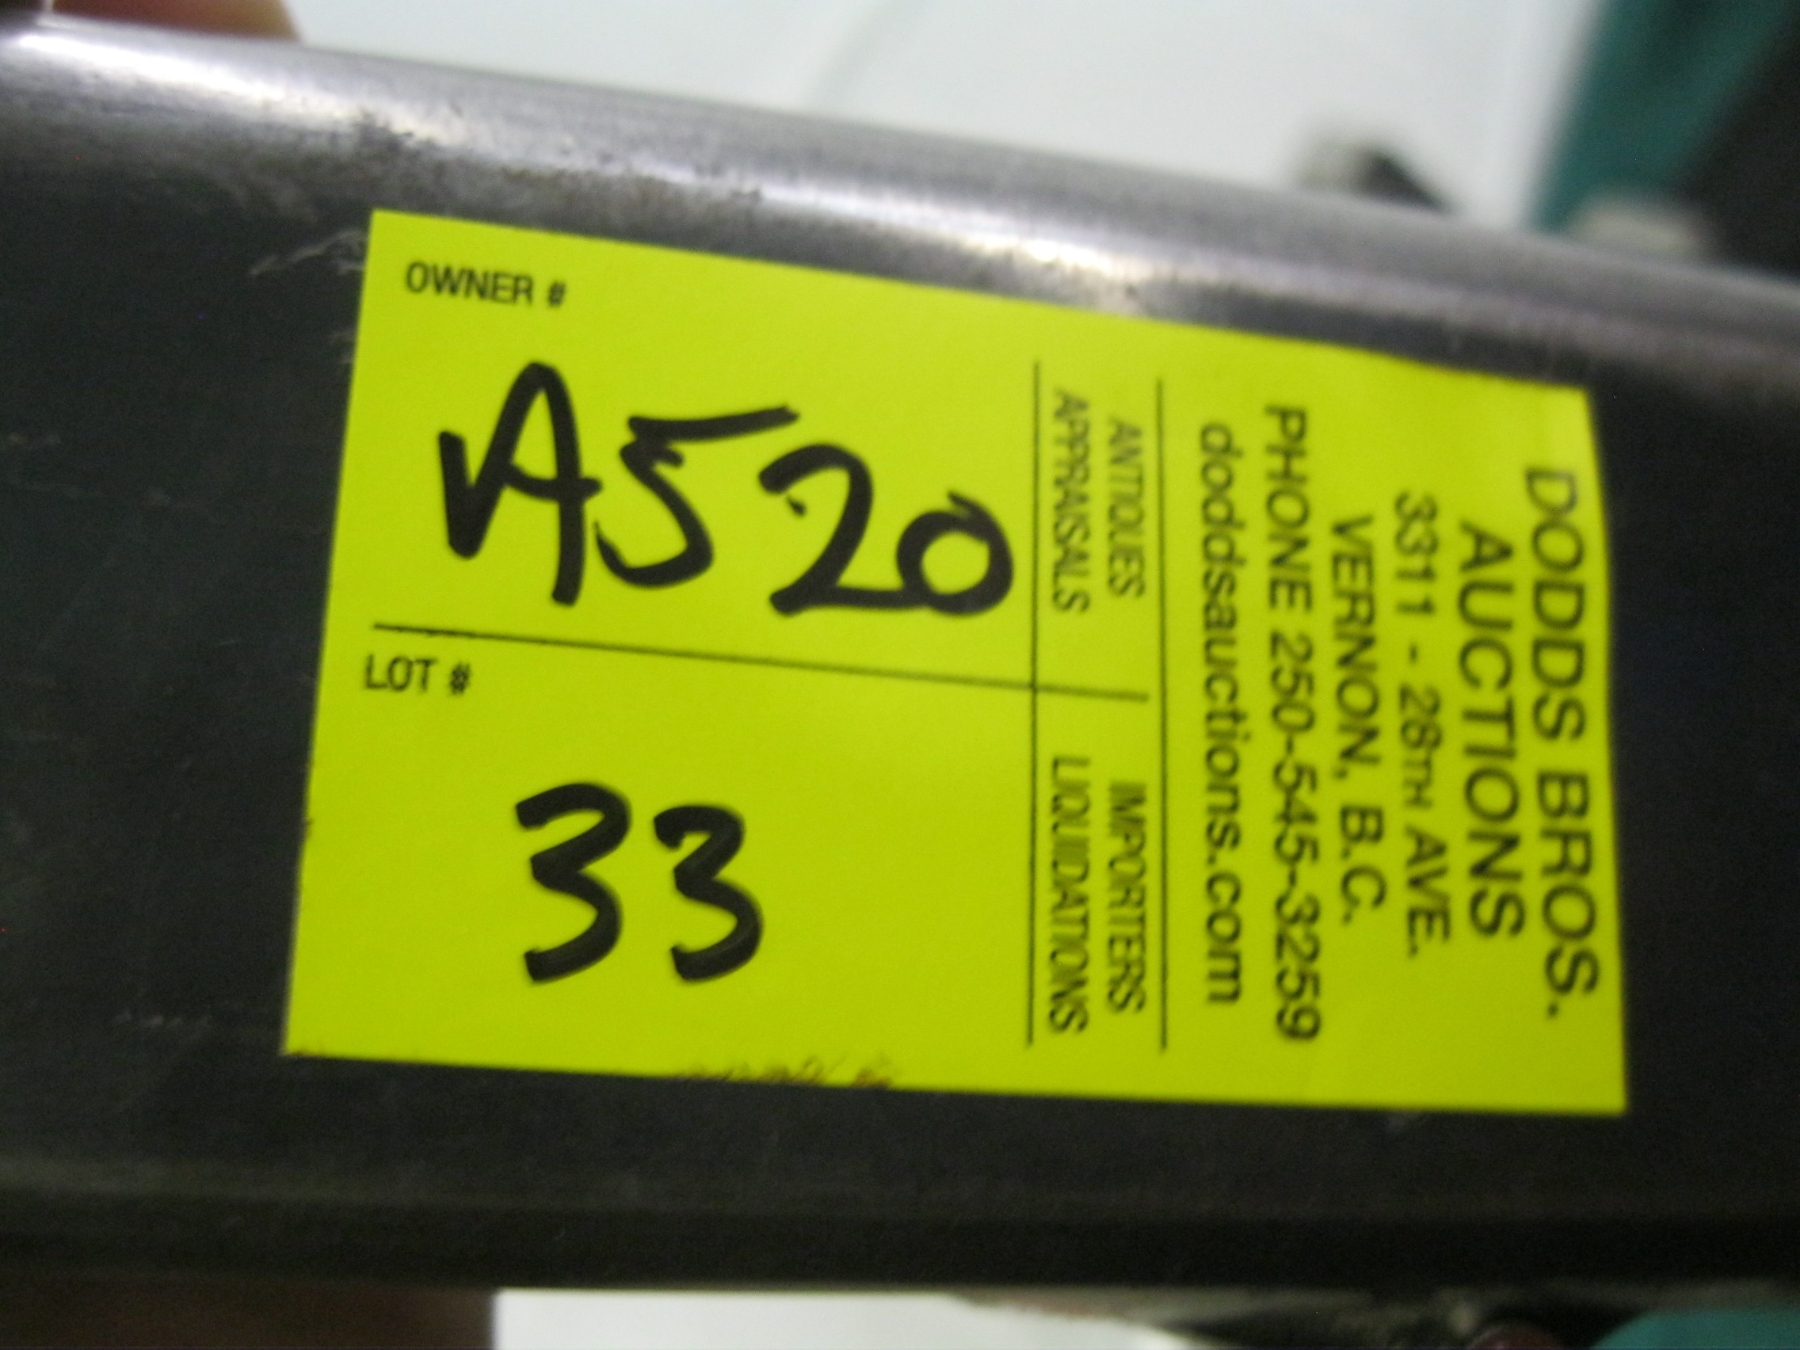 OWNER #
A520
LOT #
33
DODDS BROS.
AUCTIONS
3311 - 28TH AVE.
VERNON, B.C.
PHONE 250-545-3259
doddsauctions.com
ANTIQUES
APPRAISALS
IMPORTERS
LIQUIDATIONS